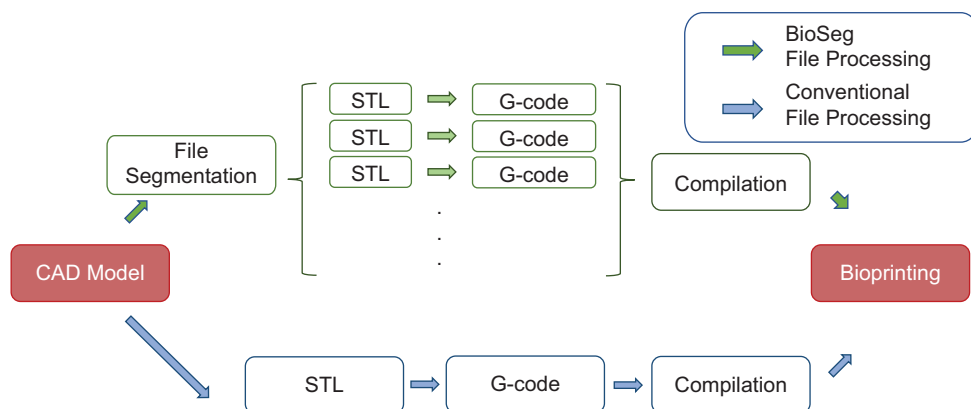 BioSeg
File Processing
Conventional
File Processing
File
Segmentation
STL
G-code
STL
G-code
STL
G-code
.
.
.
Compilation
CAD Model
Bioprinting
STL
G-code
Compilation